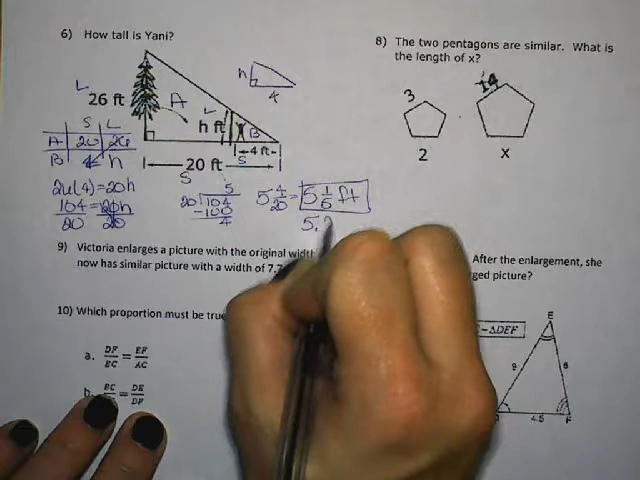 6) How tall is Yani?
L
26 ft
A
L
h ft
B
4 ft
S
20 ft
S
h
4
S L
A 20 26
B 4 h
26(4)=20h
104 = 20h
20 20
5
20 104
-100
4
5 4/20 = 5 1/5 ft
5.2
8) The two pentagons are similar. What is
the length of x?
3
2
x
9) Victoria enlarges a picture with the original width
After the enlargement, she
now has similar picture with a width of 7.
ged picture?
10) Which proportion must be true
a. DF/BC = EF/AC
b. BC/EF = DE/DF
~ΔDEF
E
9
6
4.5
F